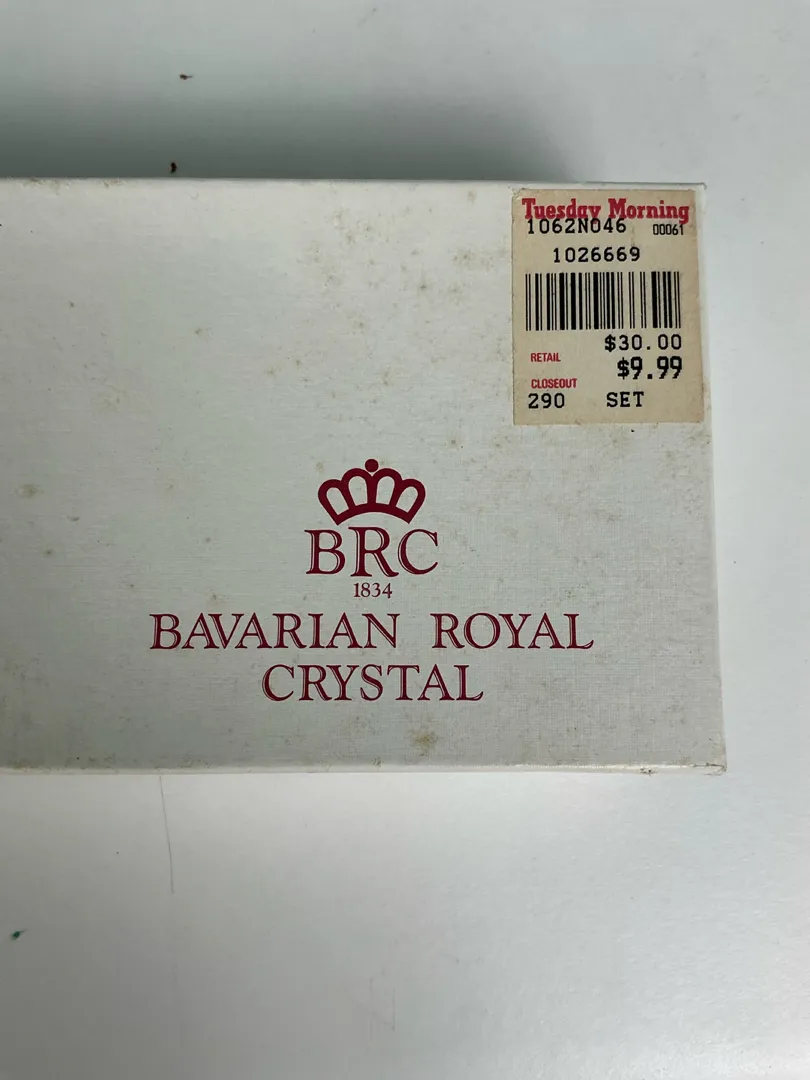 Tuesday Morning
1062N046 00061
1026669
$30.00
RETAIL
$9.99
CLOSEOUT
290 SET
BRC
1834
BAVARIAN ROYAL
CRYSTAL